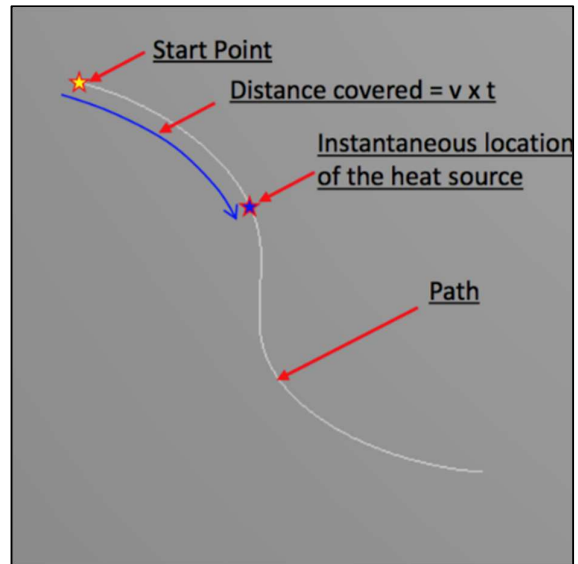 Start Point
Distance covered = v x t
Instantaneous location
of the heat source
Path